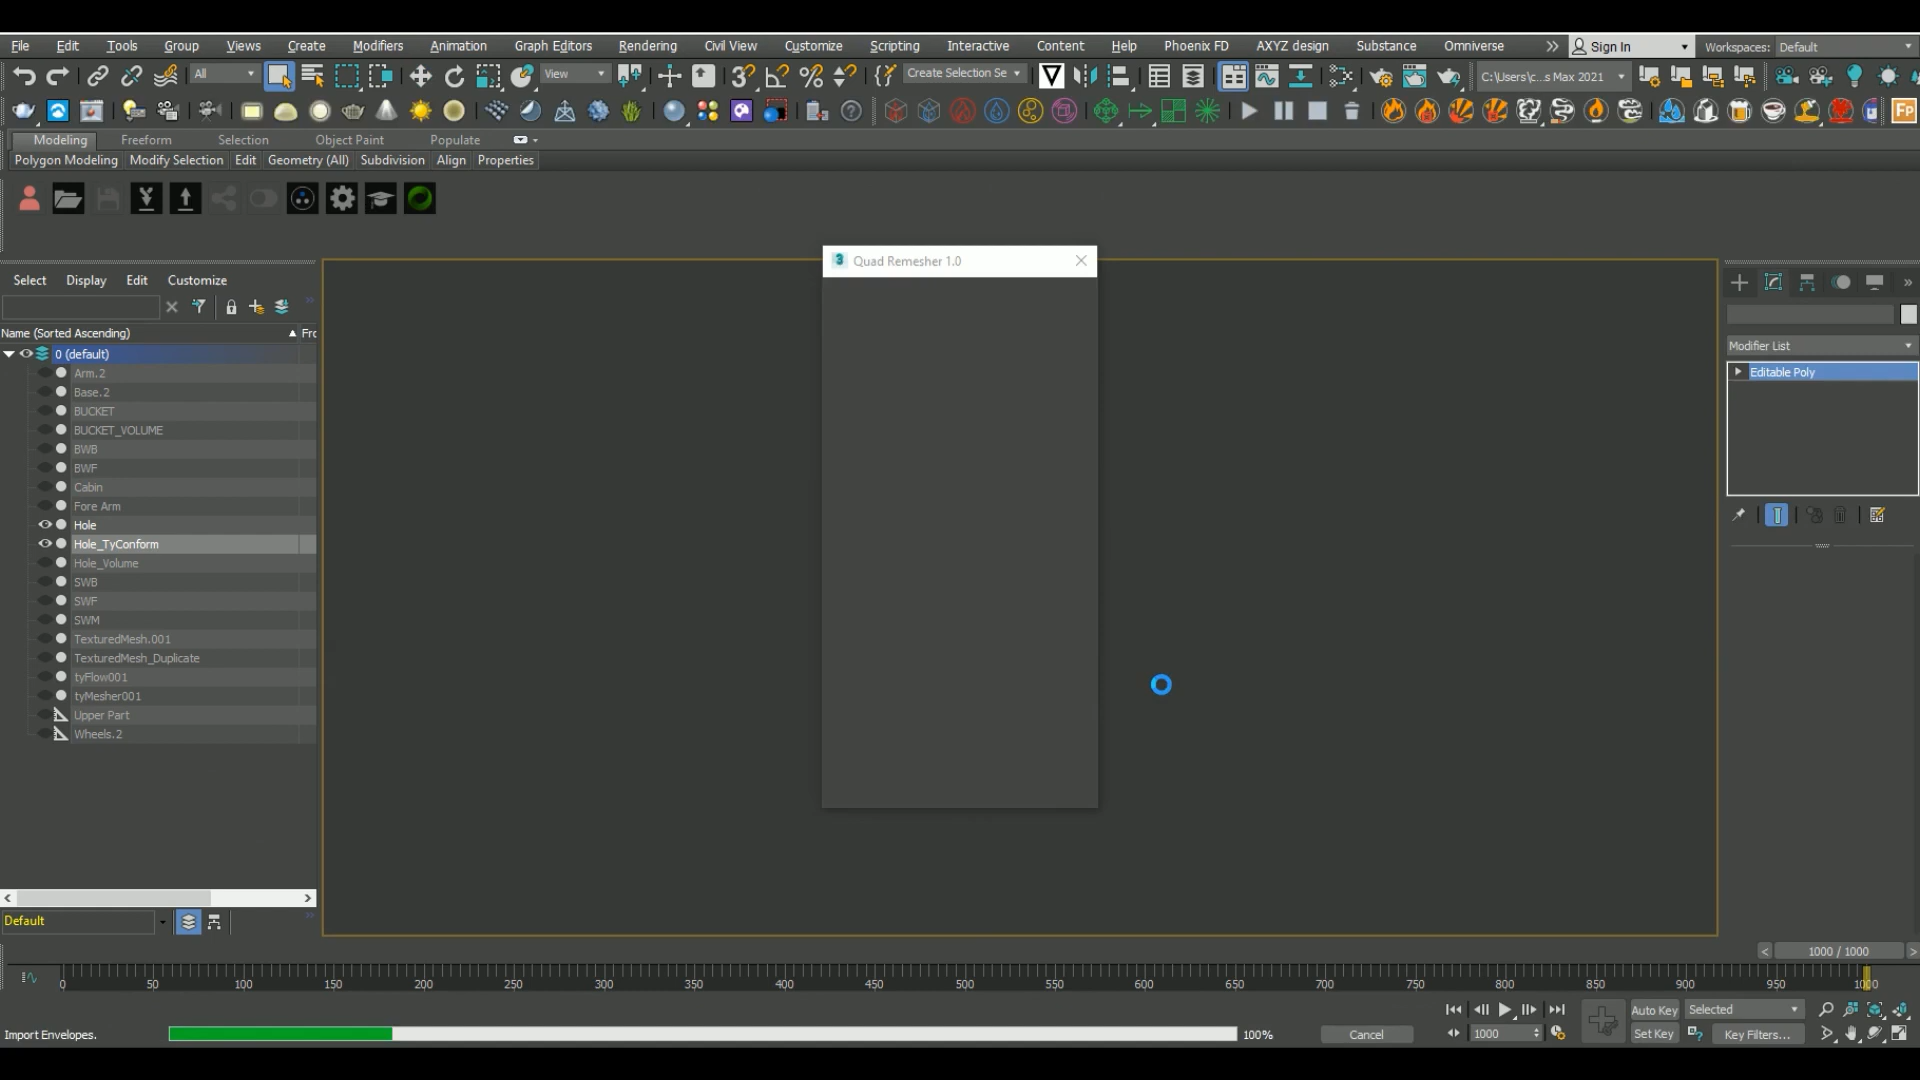 File Edit Tools Group Views Create Modifiers Animation Graph Editors Rendering Civil View Customize Scripting Interactive Content Help Phoenix FD AXYZ design Substance Omniverse Sign In Workspaces: Default
All View Create Selection Se C:\Users\c...s Max 2021
Fp
Modeling Freeform Selection Object Paint Populate
Polygon Modeling Modify Selection Edit Geometry (All) Subdivision Align Properties
Quad Remesher 1.0
Select Display Edit Customize
Name (Sorted Ascending) Fro
0 (default)
Arm.2
Base.2
BUCKET
BUCKET_VOLUME
BWB
BWF
Cabin
Fore Arm
Hole
Hole_TyConform
Hole_Volume
SWB
SWF
SWM
TexturedMesh.001
TexturedMesh_Duplicate
tyFlow001
tyMesher001
Upper Part
Wheels.2
Modifier List
Editable Poly
Default
1000 / 1000
0 50 100 150 200 250 300 350 400 450 500 550 600 650 700 750 800 850 900 950 1000
Auto Key Selected
Import Envelopes. 100% Cancel 1000 Set Key Key Filters...